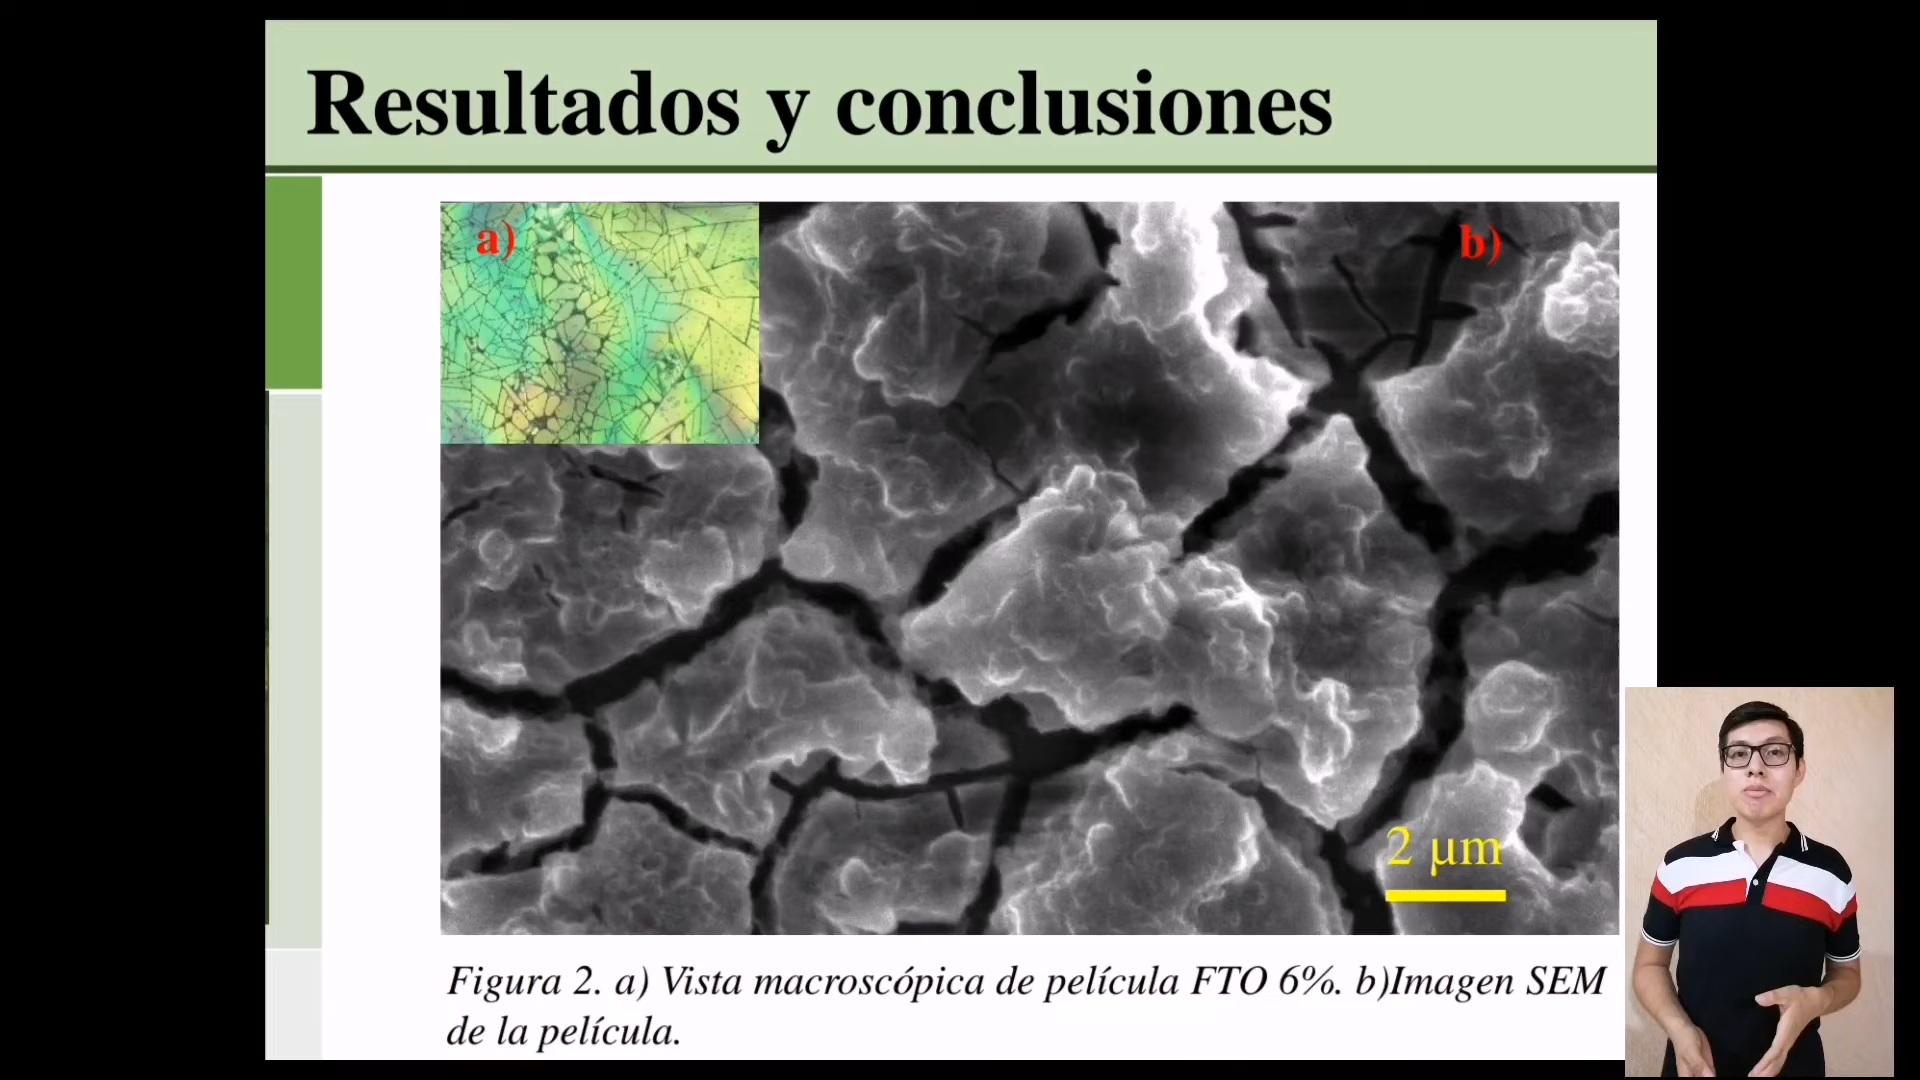 Resultados y conclusiones
a)
b)
2 µm
Figura 2. a) Vista macroscópica de película FTO 6%. b)Imagen SEM
de la película.